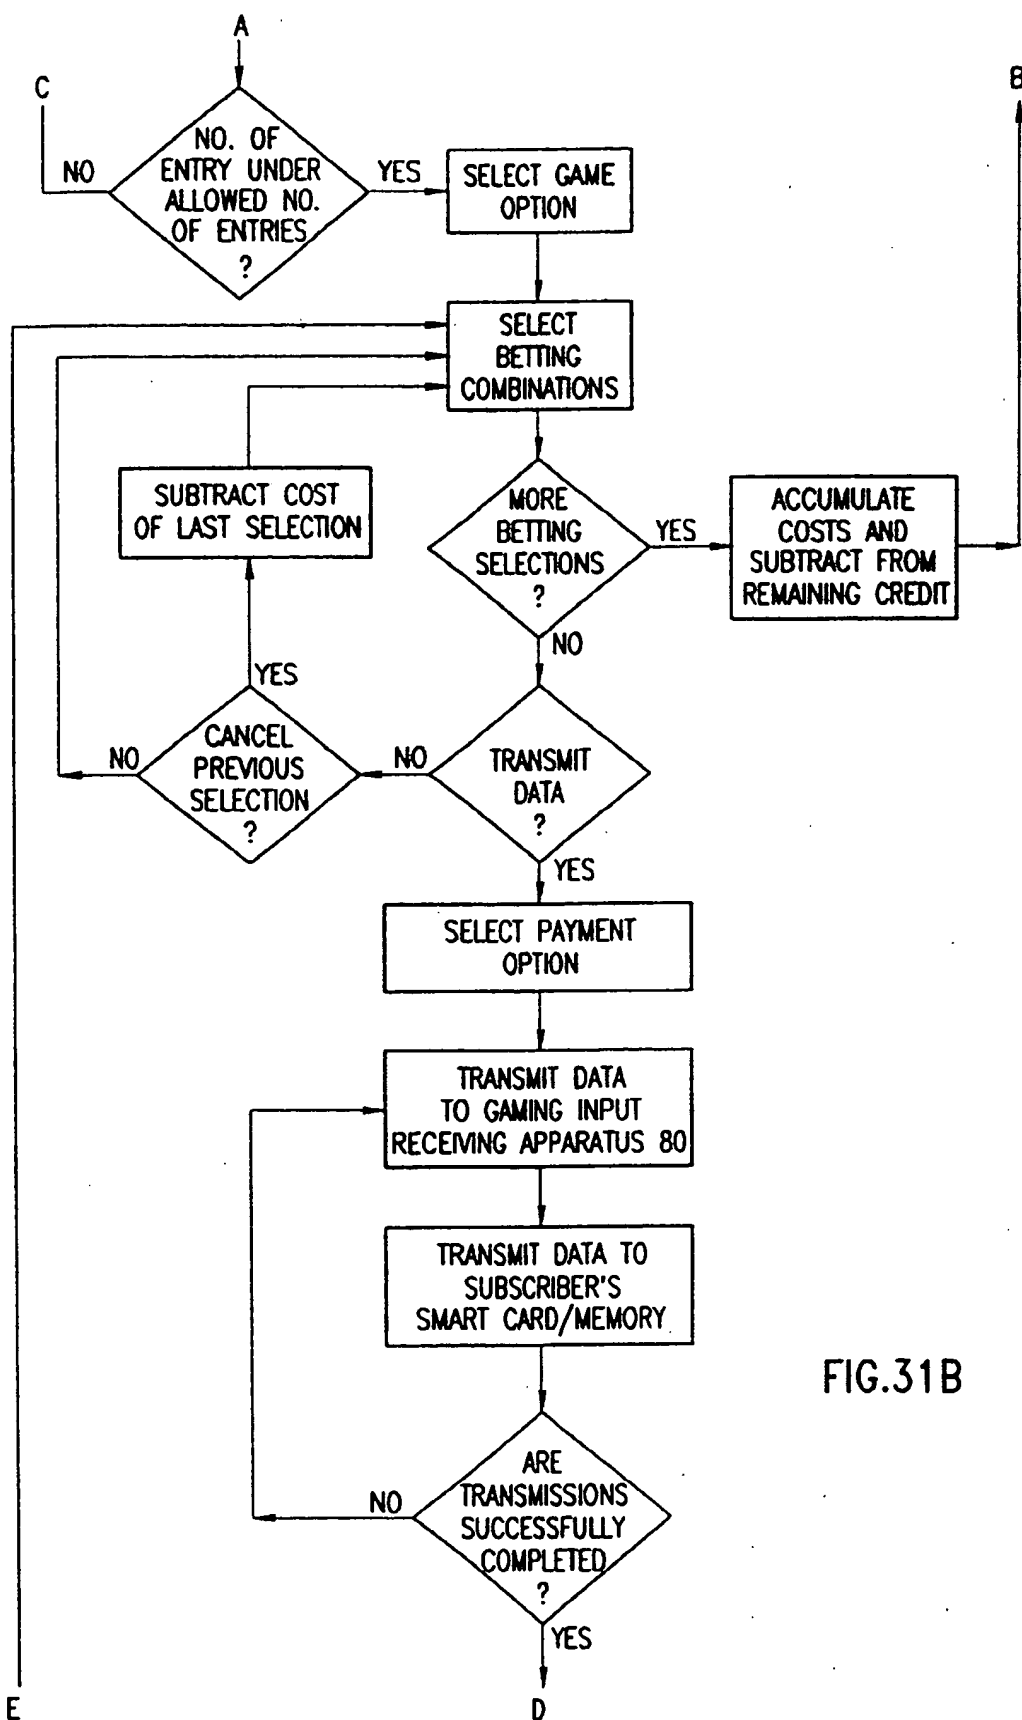 A
C
B
NO. OF
ENTRY UNDER
ALLOWED NO.
OF ENTRIES
?
NO
YES
SELECT GAME
OPTION
SELECT
BETTING
COMBINATIONS
SUBTRACT COST
OF LAST SELECTION
MORE
BETTING
SELECTIONS
?
YES
ACCUMULATE
COSTS AND
SUBTRACT FROM
REMAINING CREDIT
NO
YES
CANCEL
PREVIOUS
SELECTION
?
NO
NO
TRANSMIT
DATA
?
YES
SELECT PAYMENT
OPTION
TRANSMIT DATA
TO GAMING INPUT
RECEIVING APPARATUS 80
TRANSMIT DATA TO
SUBSCRIBER'S
SMART CARD/MEMORY
FIG.31B
ARE
TRANSMISSIONS
SUCCESSFULLY
COMPLETED
?
NO
YES
E
D